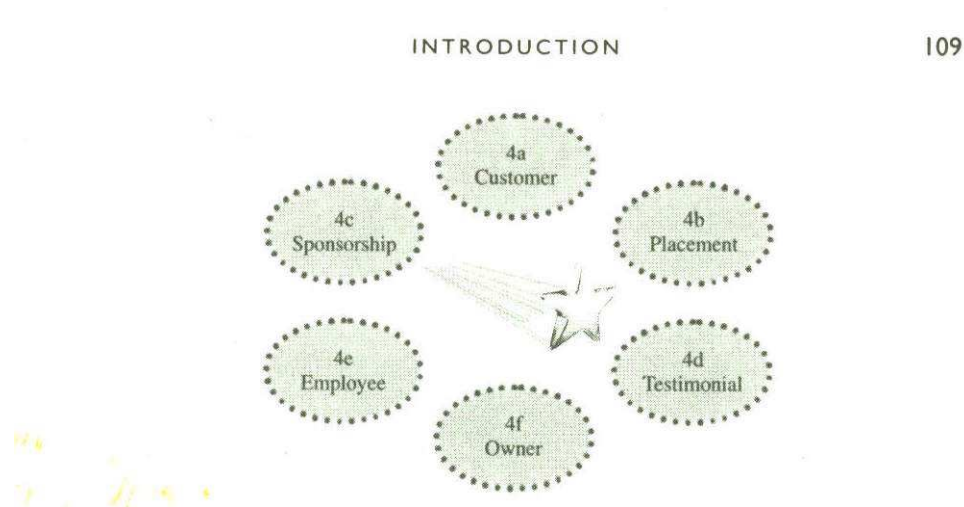 INTRODUCTION 109
4a
Customer
4c
Sponsorship
4b
Placement
4e
Employee
4d
Testimonial
4f
Owner